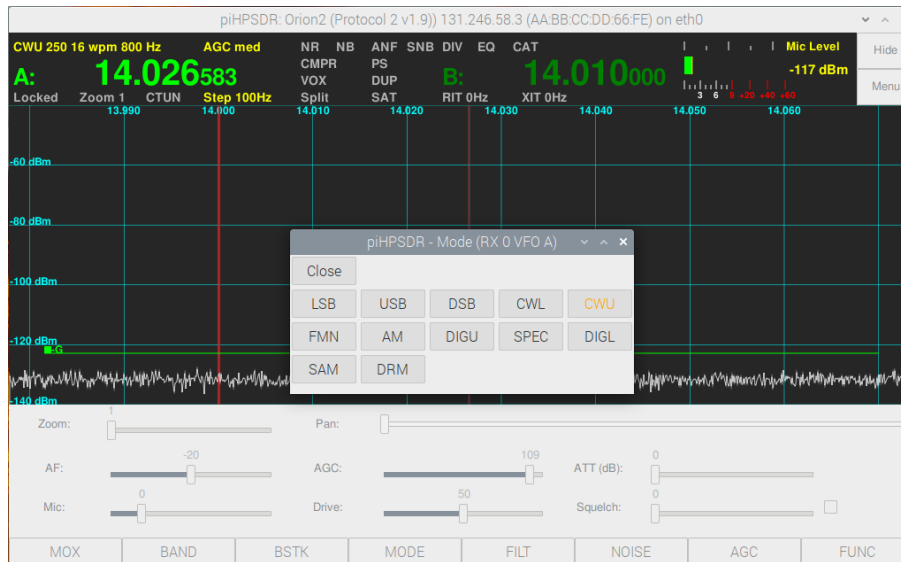 piHPSDR: Orion2 (Protocol 2 v1.9)) 131.246.58.3 (AA:BB:CC:DD:66:FE) on eth0
CWU 250 16 wpm 800 Hz AGC med NR NB ANF SNB DIV EQ CAT Mic Level Hide
CMPR PS
A: 14.026583 VOX DUP B: 14.010000 -117 dBm
Locked Zoom 1 CTUN Step 100Hz Split SAT RIT 0Hz XIT 0Hz 3 6 9 +20 +40 +60 Menu
13.990 14.000 14.010 14.020 14.030 14.040 14.050 14.060
-60 dBm
-80 dBm
piHPSDR - Mode (RX 0 VFO A)
Close
-100 dBm
LSB USB DSB CWL CWU
FMN AM DIGU SPEC DIGL
-120 dBm
-G
SAM DRM
-140 dBm
Zoom: 1 Pan:
AF: -20 AGC: 109 ATT (dB): 0
Mic: 0 Drive: 50 Squelch: 0
MOX BAND BSTK MODE FILT NOISE AGC FUNC